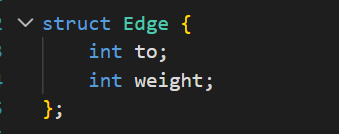 struct Edge {
    int to;
    int weight;
};